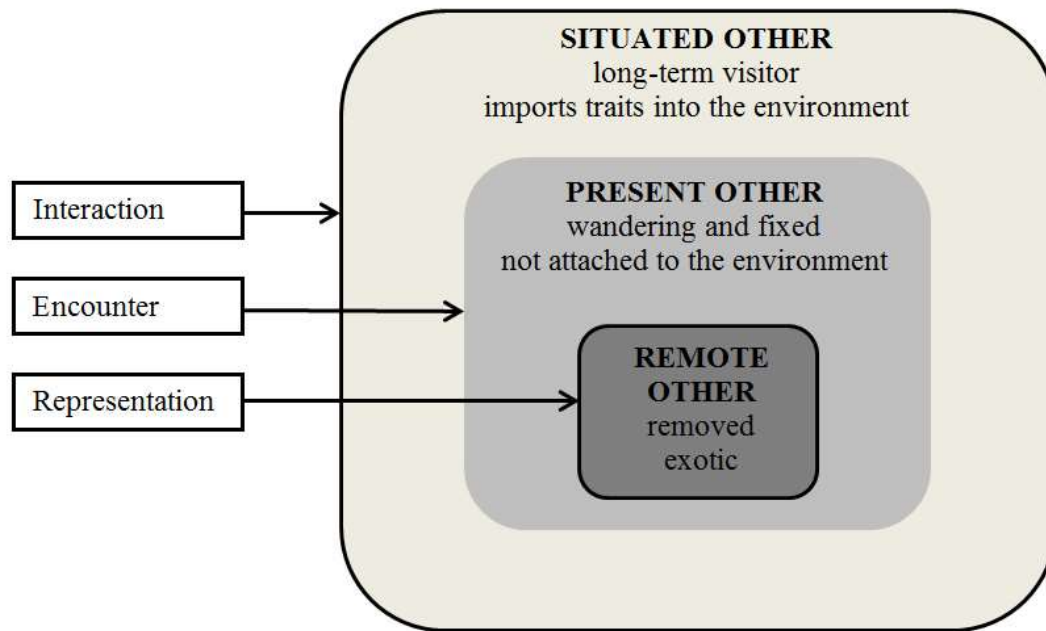 SITUATED OTHER
long-term visitor
imports traits into the environment
Interaction
PRESENT OTHER
wandering and fixed
not attached to the environment
Encounter
REMOTE
OTHER
removed
exotic
Representation